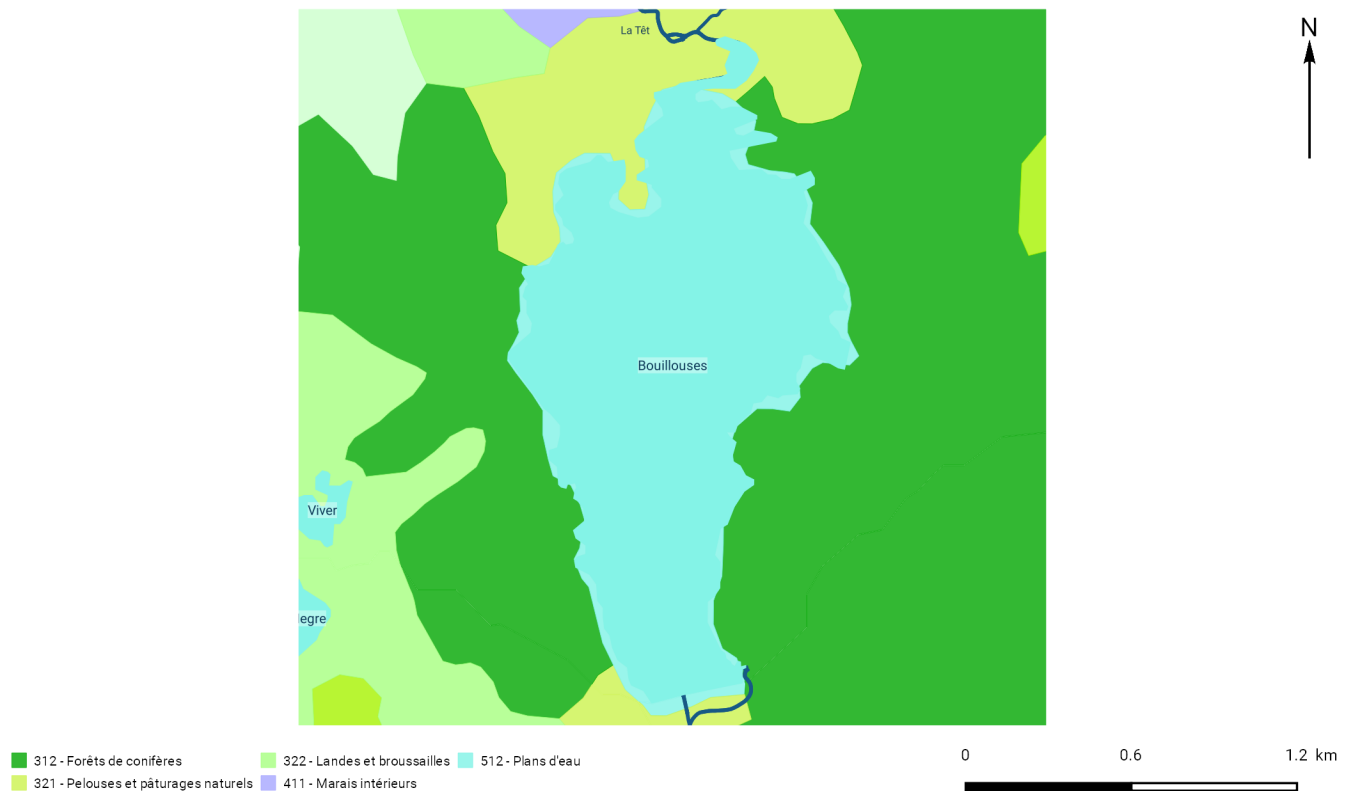 La Têt
N
Bouillouses
Viver
legre
0 0.6 1.2 km
312 - Forêts de conifères 322 - Landes et broussailles 512 - Plans d'eau
321 - Pelouses et pâturages naturels 411 - Marais intérieurs